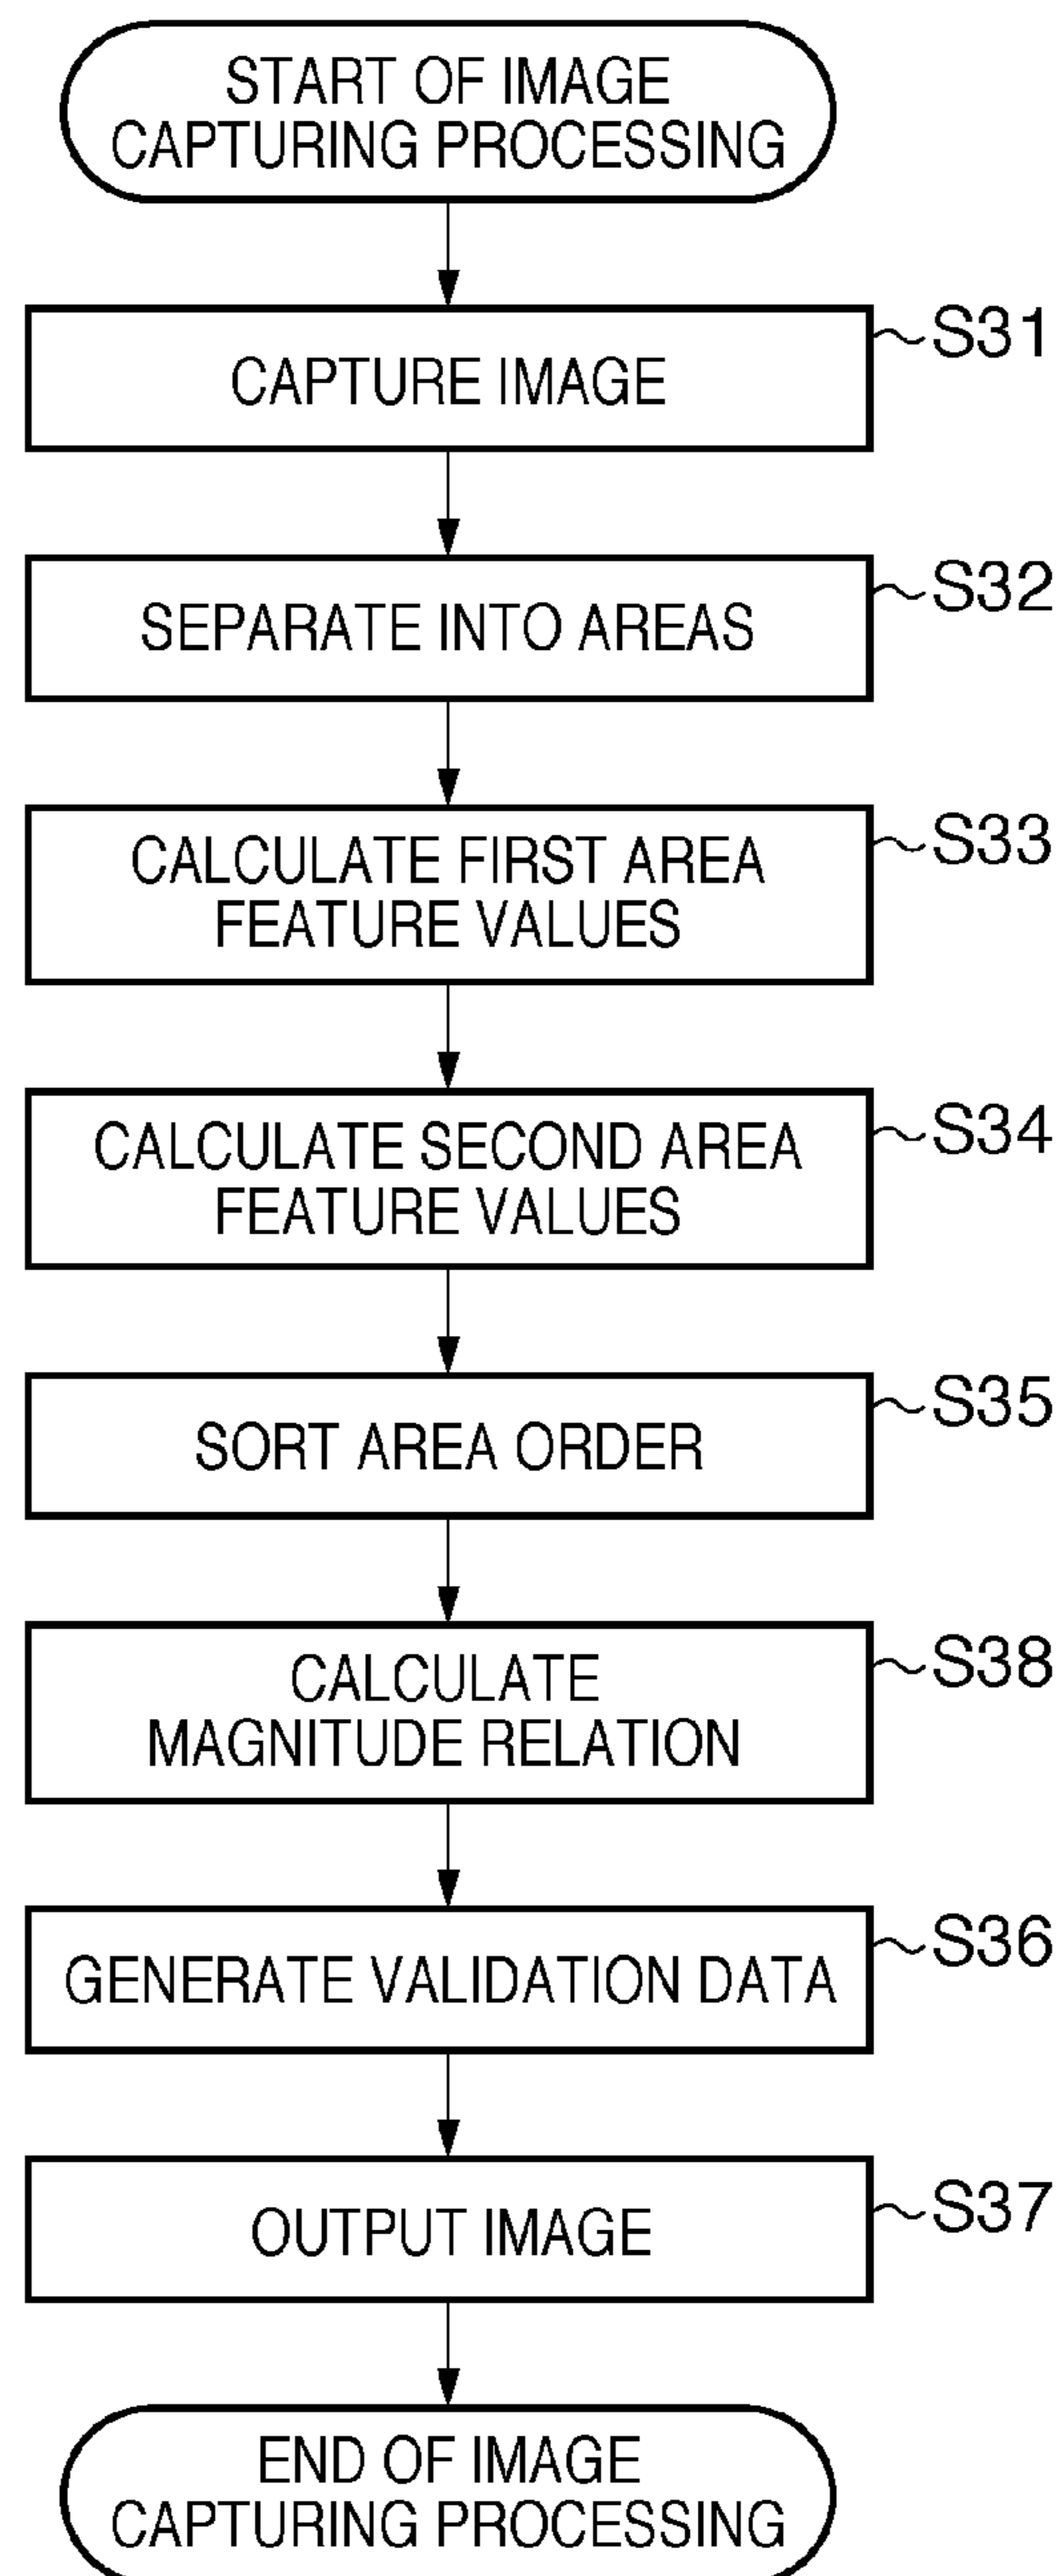 START OF IMAGE
CAPTURING PROCESSING
S31
CAPTURE IMAGE
S32
SEPARATE INTO AREAS
S33
CALCULATE FIRST AREA
FEATURE VALUES
S34
CALCULATE SECOND AREA
FEATURE VALUES
S35
SORT AREA ORDER
S38
CALCULATE
MAGNITUDE RELATION
S36
GENERATE VALIDATION DATA
S37
OUTPUT IMAGE
END OF IMAGE
CAPTURING PROCESSING